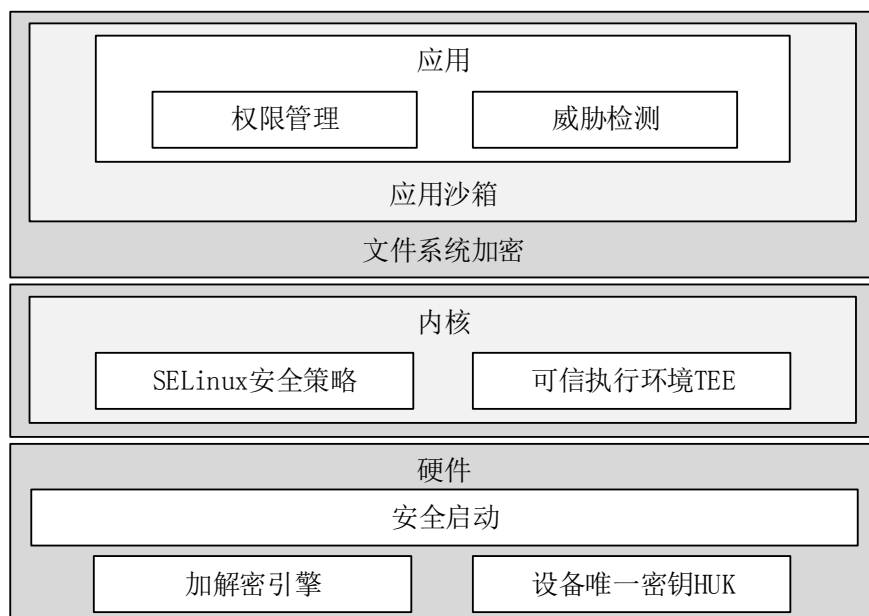 应用
权限管理
威胁检测
应用沙箱
文件系统加密
内核
SELinux安全策略
可信执行环境TEE
硬件
安全启动
加解密引擎
设备唯一密钥HUK